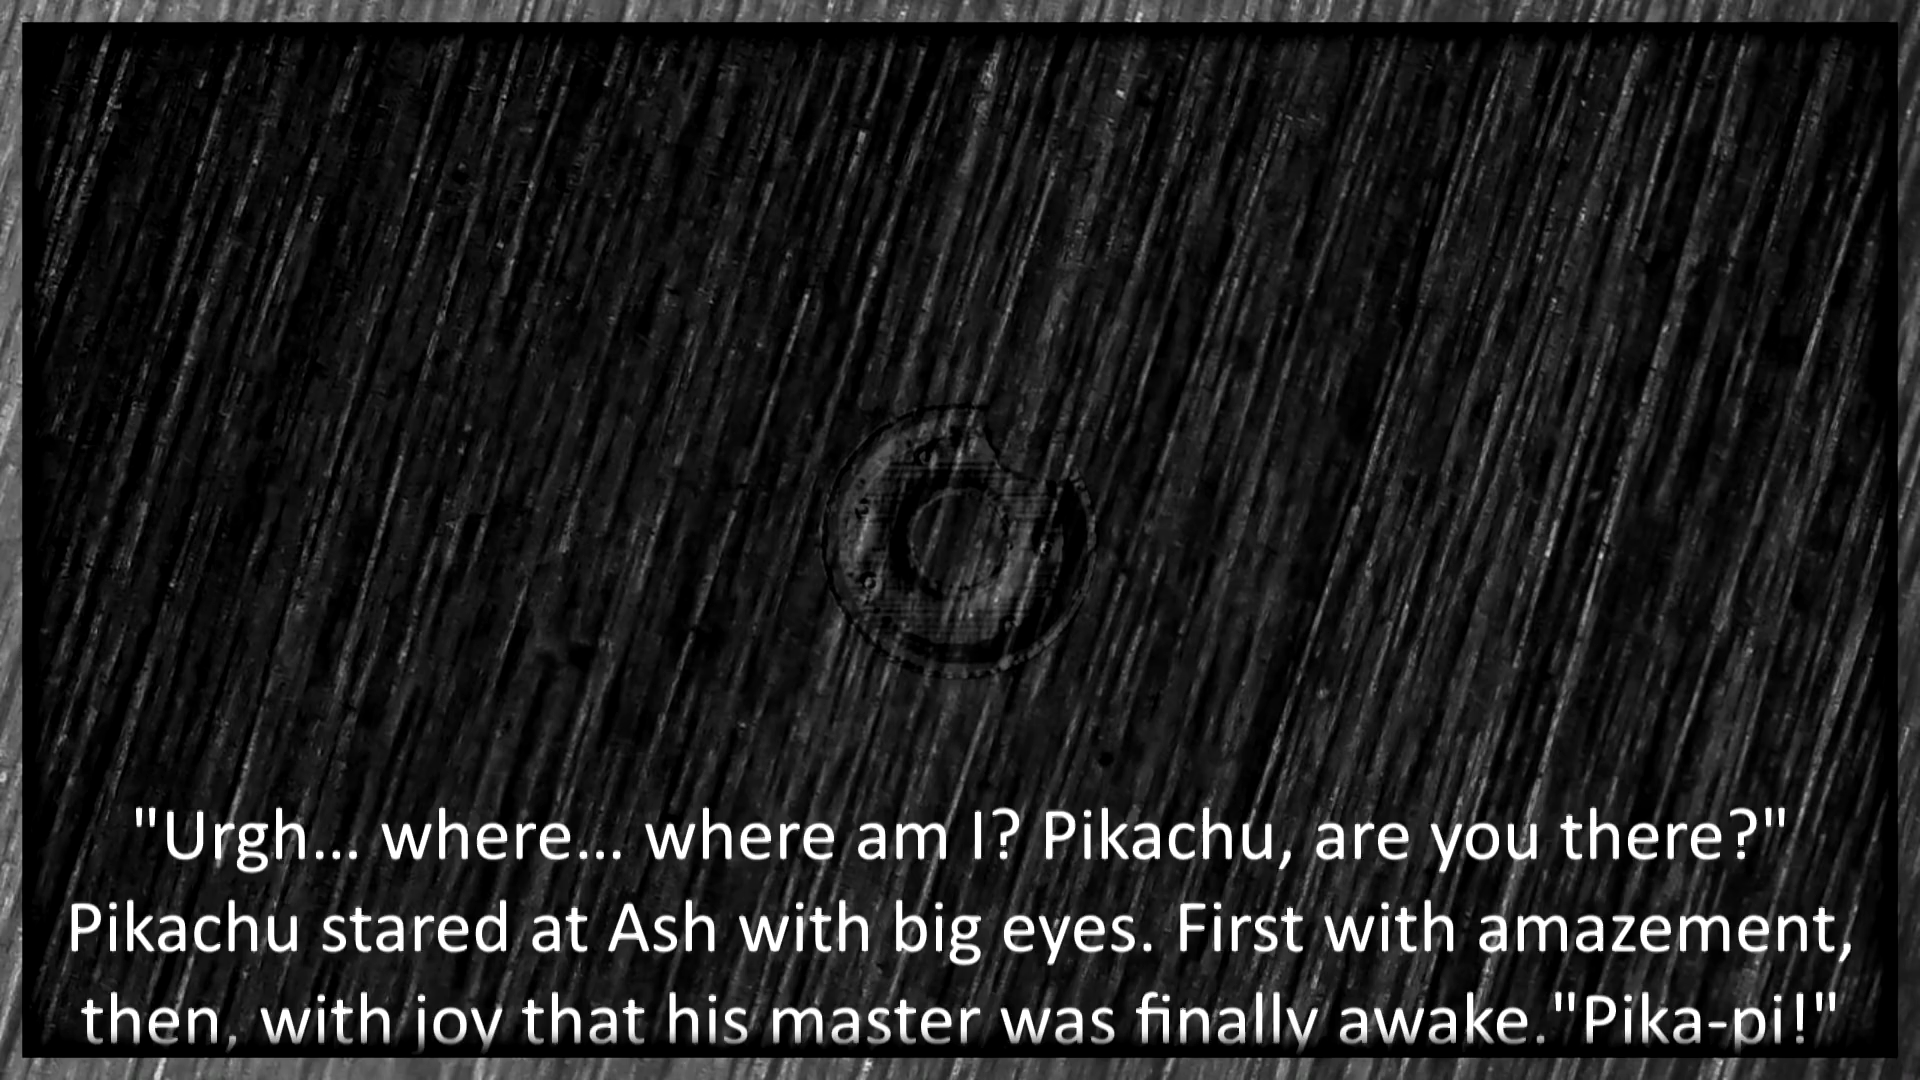 "Urgh... where... where am I? Pikachu, are you there?"
Pikachu stared at Ash with big eyes. First with amazement,
then, with joy that his master was finally awake."Pika-pi!"